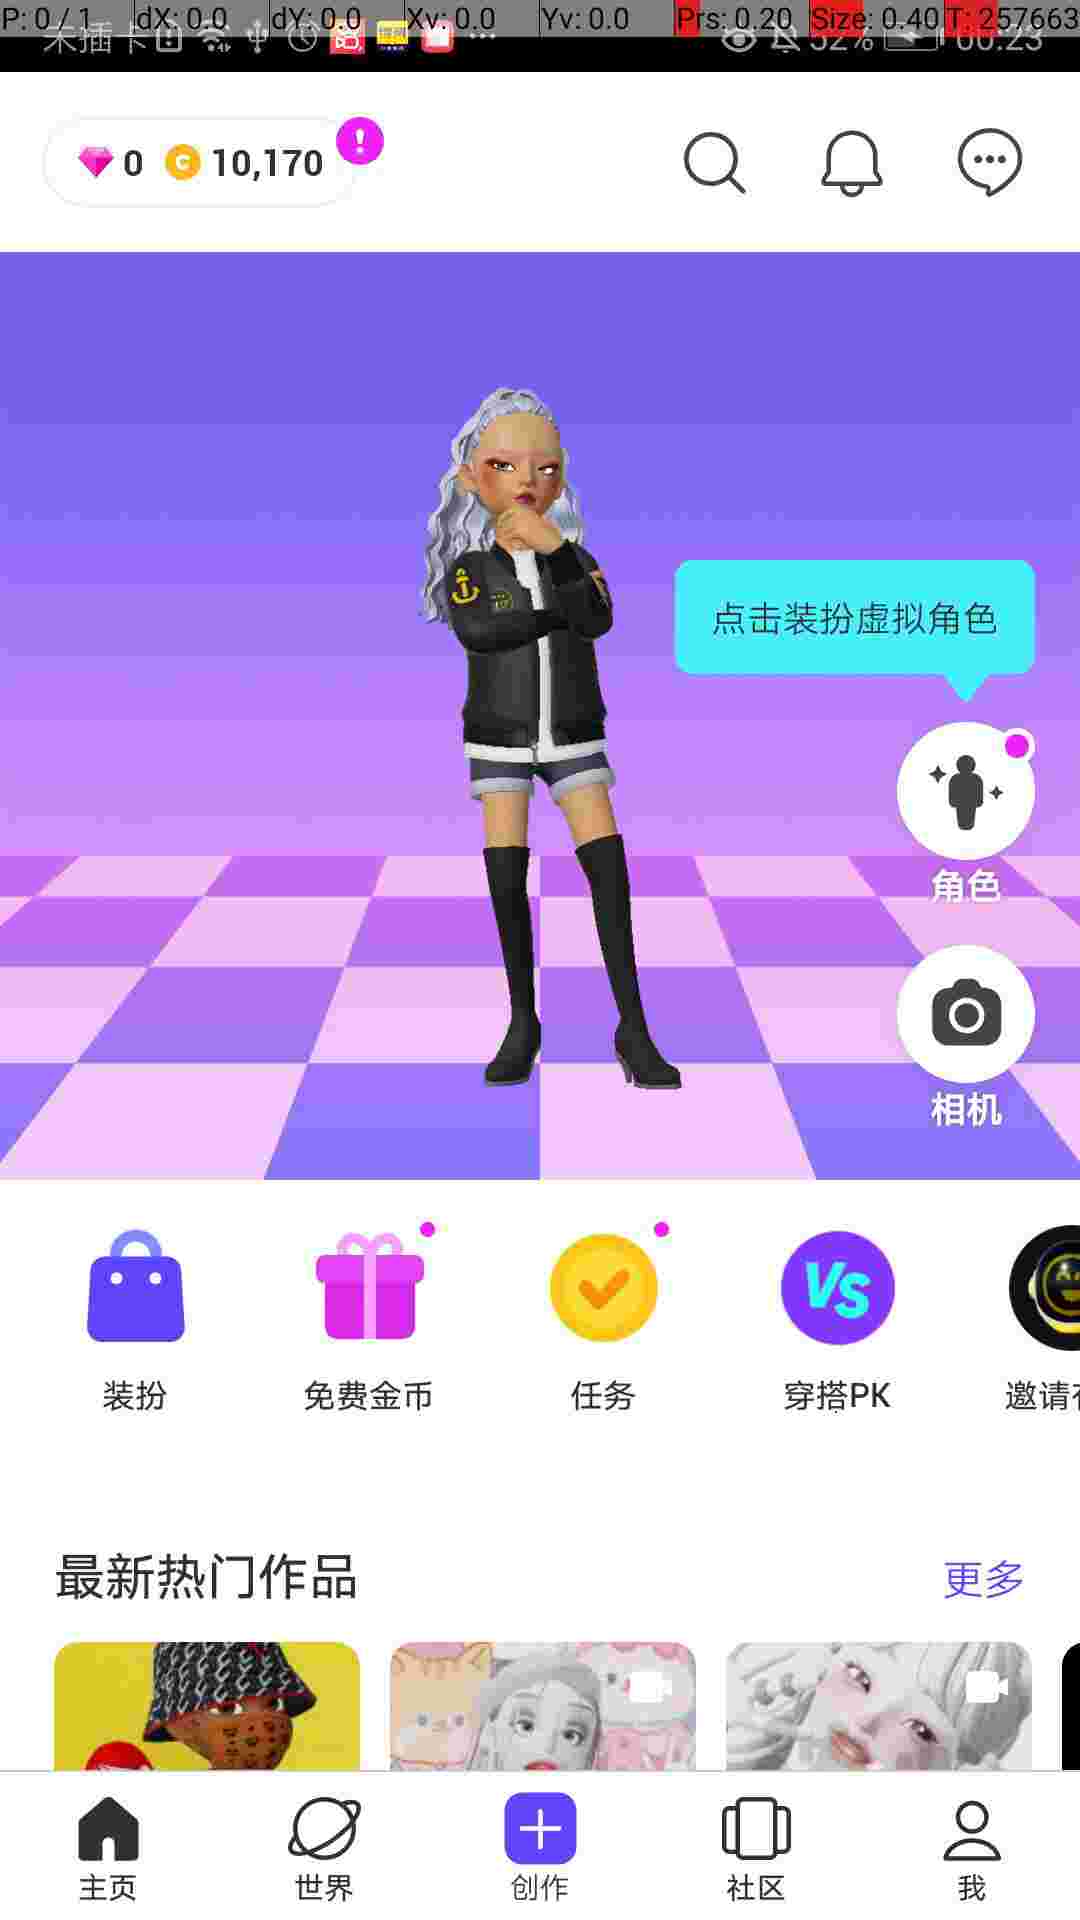 P: 0 / 1 dX: 0.0 dY: 0.0 Xv: 0.0 Yv: 0.0 Prs: 0.20 Size: 0.40 T: 257663
未插卡 52% 00:23
0 10,170
点击装扮虚拟角色
角色
相机
VS
装扮 免费金币 任务 穿搭PK 邀请
最新热门作品 更多
主页 世界 创作 社区 我